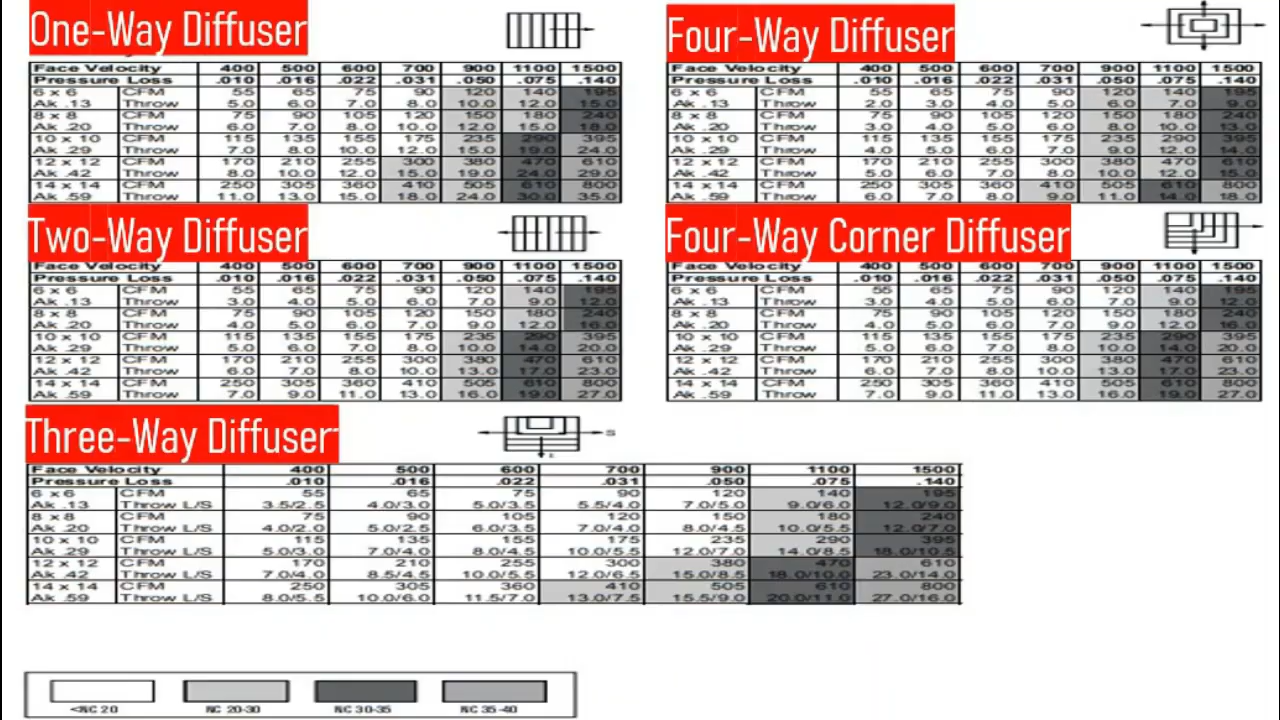 One-Way Diffuser
Face Velocity 400 500 600 700 900 1100 1500
Pressure Loss .010 .016 .022 .031 .050 .075 .140
6 x 6 CFM 55 65 75 90 120 140 195
Ak .13 Throw 5.0 6.0 7.0 8.0 10.0 12.0 15.0
8 x 8 CFM 75 90 105 120 150 180 240
Ak .20 Throw 6.0 7.0 8.0 10.0 12.0 15.0 18.0
10 x 10 CFM 115 135 155 175 235 290 395
Ak .29 Throw 7.0 8.0 10.0 12.0 15.0 19.0 24.0
12 x 12 CFM 170 210 255 300 380 470 610
Ak .42 Throw 8.0 10.0 12.0 15.0 19.0 24.0 29.0
14 x 14 CFM 250 305 360 410 505 610 800
Ak .59 Throw 11.0 13.0 15.0 18.0 24.0 30.0 35.0
Four-Way Diffuser
Face Velocity 400 500 600 700 900 1100 1500
Pressure Loss .010 .016 .022 .031 .050 .075 .140
6 x 6 CFM 55 65 75 90 120 140 195
Ak .13 Throw 2.0 3.0 4.0 5.0 6.0 7.0 9.0
8 x 8 CFM 75 90 105 120 150 180 240
Ak .20 Throw 3.0 4.0 5.0 6.0 8.0 10.0 13.0
10 x 10 CFM 115 135 155 175 235 290 395
Ak .29 Throw 4.0 5.0 6.0 7.0 9.0 12.0 14.0
12 x 12 CFM 170 210 255 300 380 470 610
Ak .42 Throw 5.0 6.0 7.0 8.0 10.0 12.0 15.0
14 x 14 CFM 250 305 360 410 505 610 800
Ak .59 Throw 6.0 7.0 8.0 9.0 11.0 14.0 18.0
Two-Way Diffuser
Face Velocity 400 500 600 700 900 1100 1500
Pressure Loss .010 .016 .022 .031 .050 .075 .140
6 x 6 CFM 55 65 75 90 120 140 195
Ak .13 Throw 3.0 4.0 5.0 6.0 7.0 9.0 12.0
8 x 8 CFM 75 90 105 120 150 180 240
Ak .20 Throw 4.0 5.0 6.0 7.0 9.0 12.0 16.0
10 x 10 CFM 115 135 155 175 235 290 395
Ak .29 Throw 5.0 6.0 7.0 8.0 10.0 14.0 20.0
12 x 12 CFM 170 210 255 300 380 470 610
Ak .42 Throw 6.0 7.0 8.0 10.0 13.0 17.0 23.0
14 x 14 CFM 250 305 360 410 505 610 800
Ak .59 Throw 7.0 9.0 11.0 13.0 16.0 19.0 27.0
Four-Way Corner Diffuser
Face Velocity 400 500 600 700 900 1100 1500
Pressure Loss .010 .016 .022 .031 .050 .075 .140
6 x 6 CFM 55 65 75 90 120 140 195
Ak .13 Throw 3.0 4.0 5.0 6.0 7.0 9.0 12.0
8 x 8 CFM 75 90 105 120 150 180 240
Ak .20 Throw 4.0 5.0 6.0 7.0 9.0 12.0 16.0
10 x 10 CFM 115 135 155 175 235 290 395
Ak .29 Throw 5.0 6.0 7.0 8.0 10.0 14.0 20.0
12 x 12 CFM 170 210 255 300 380 470 610
Ak .42 Throw 6.0 7.0 8.0 10.0 13.0 17.0 23.0
14 x 14 CFM 250 305 360 410 505 610 800
Ak .59 Throw 7.0 9.0 11.0 13.0 16.0 19.0 27.0
Three-Way Diffuser
S
Face Velocity 400 500 600 700 900 1100 1500
Pressure Loss .010 .016 .022 .031 .050 .075 .140
6 x 6 CFM 55 65 75 90 120 140 195
Ak .13 Throw L/S 3.5/2.5 4.0/3.0 5.0/3.5 5.5/4.0 7.0/5.0 9.0/6.0 12.0/9.0
8 x 8 CFM 75 90 105 120 150 180 240
Ak .20 Throw L/S 4.0/2.0 5.0/2.5 6.0/3.5 7.0/4.0 8.0/4.5 10.0/5.5 12.0/7.0
10 x 10 CFM 115 135 155 175 235 290 395
Ak .29 Throw L/S 5.0/3.0 7.0/4.0 8.0/4.5 10.0/5.5 12.0/7.0 14.0/8.5 18.0/10.5
12 x 12 CFM 170 210 255 300 380 470 610
Ak .42 Throw L/S 7.0/4.0 8.5/4.5 10.0/5.5 12.0/6.5 15.0/8.5 18.0/10.0 23.0/14.0
14 x 14 CFM 250 305 360 410 505 610 800
Ak .59 Throw L/S 8.0/5.5 10.0/6.0 11.5/7.0 13.0/7.5 15.5/9.0 20.0/11.0 27.0/16.0
<NC 20 NC 20-30 NC 30-35 NC 35-40